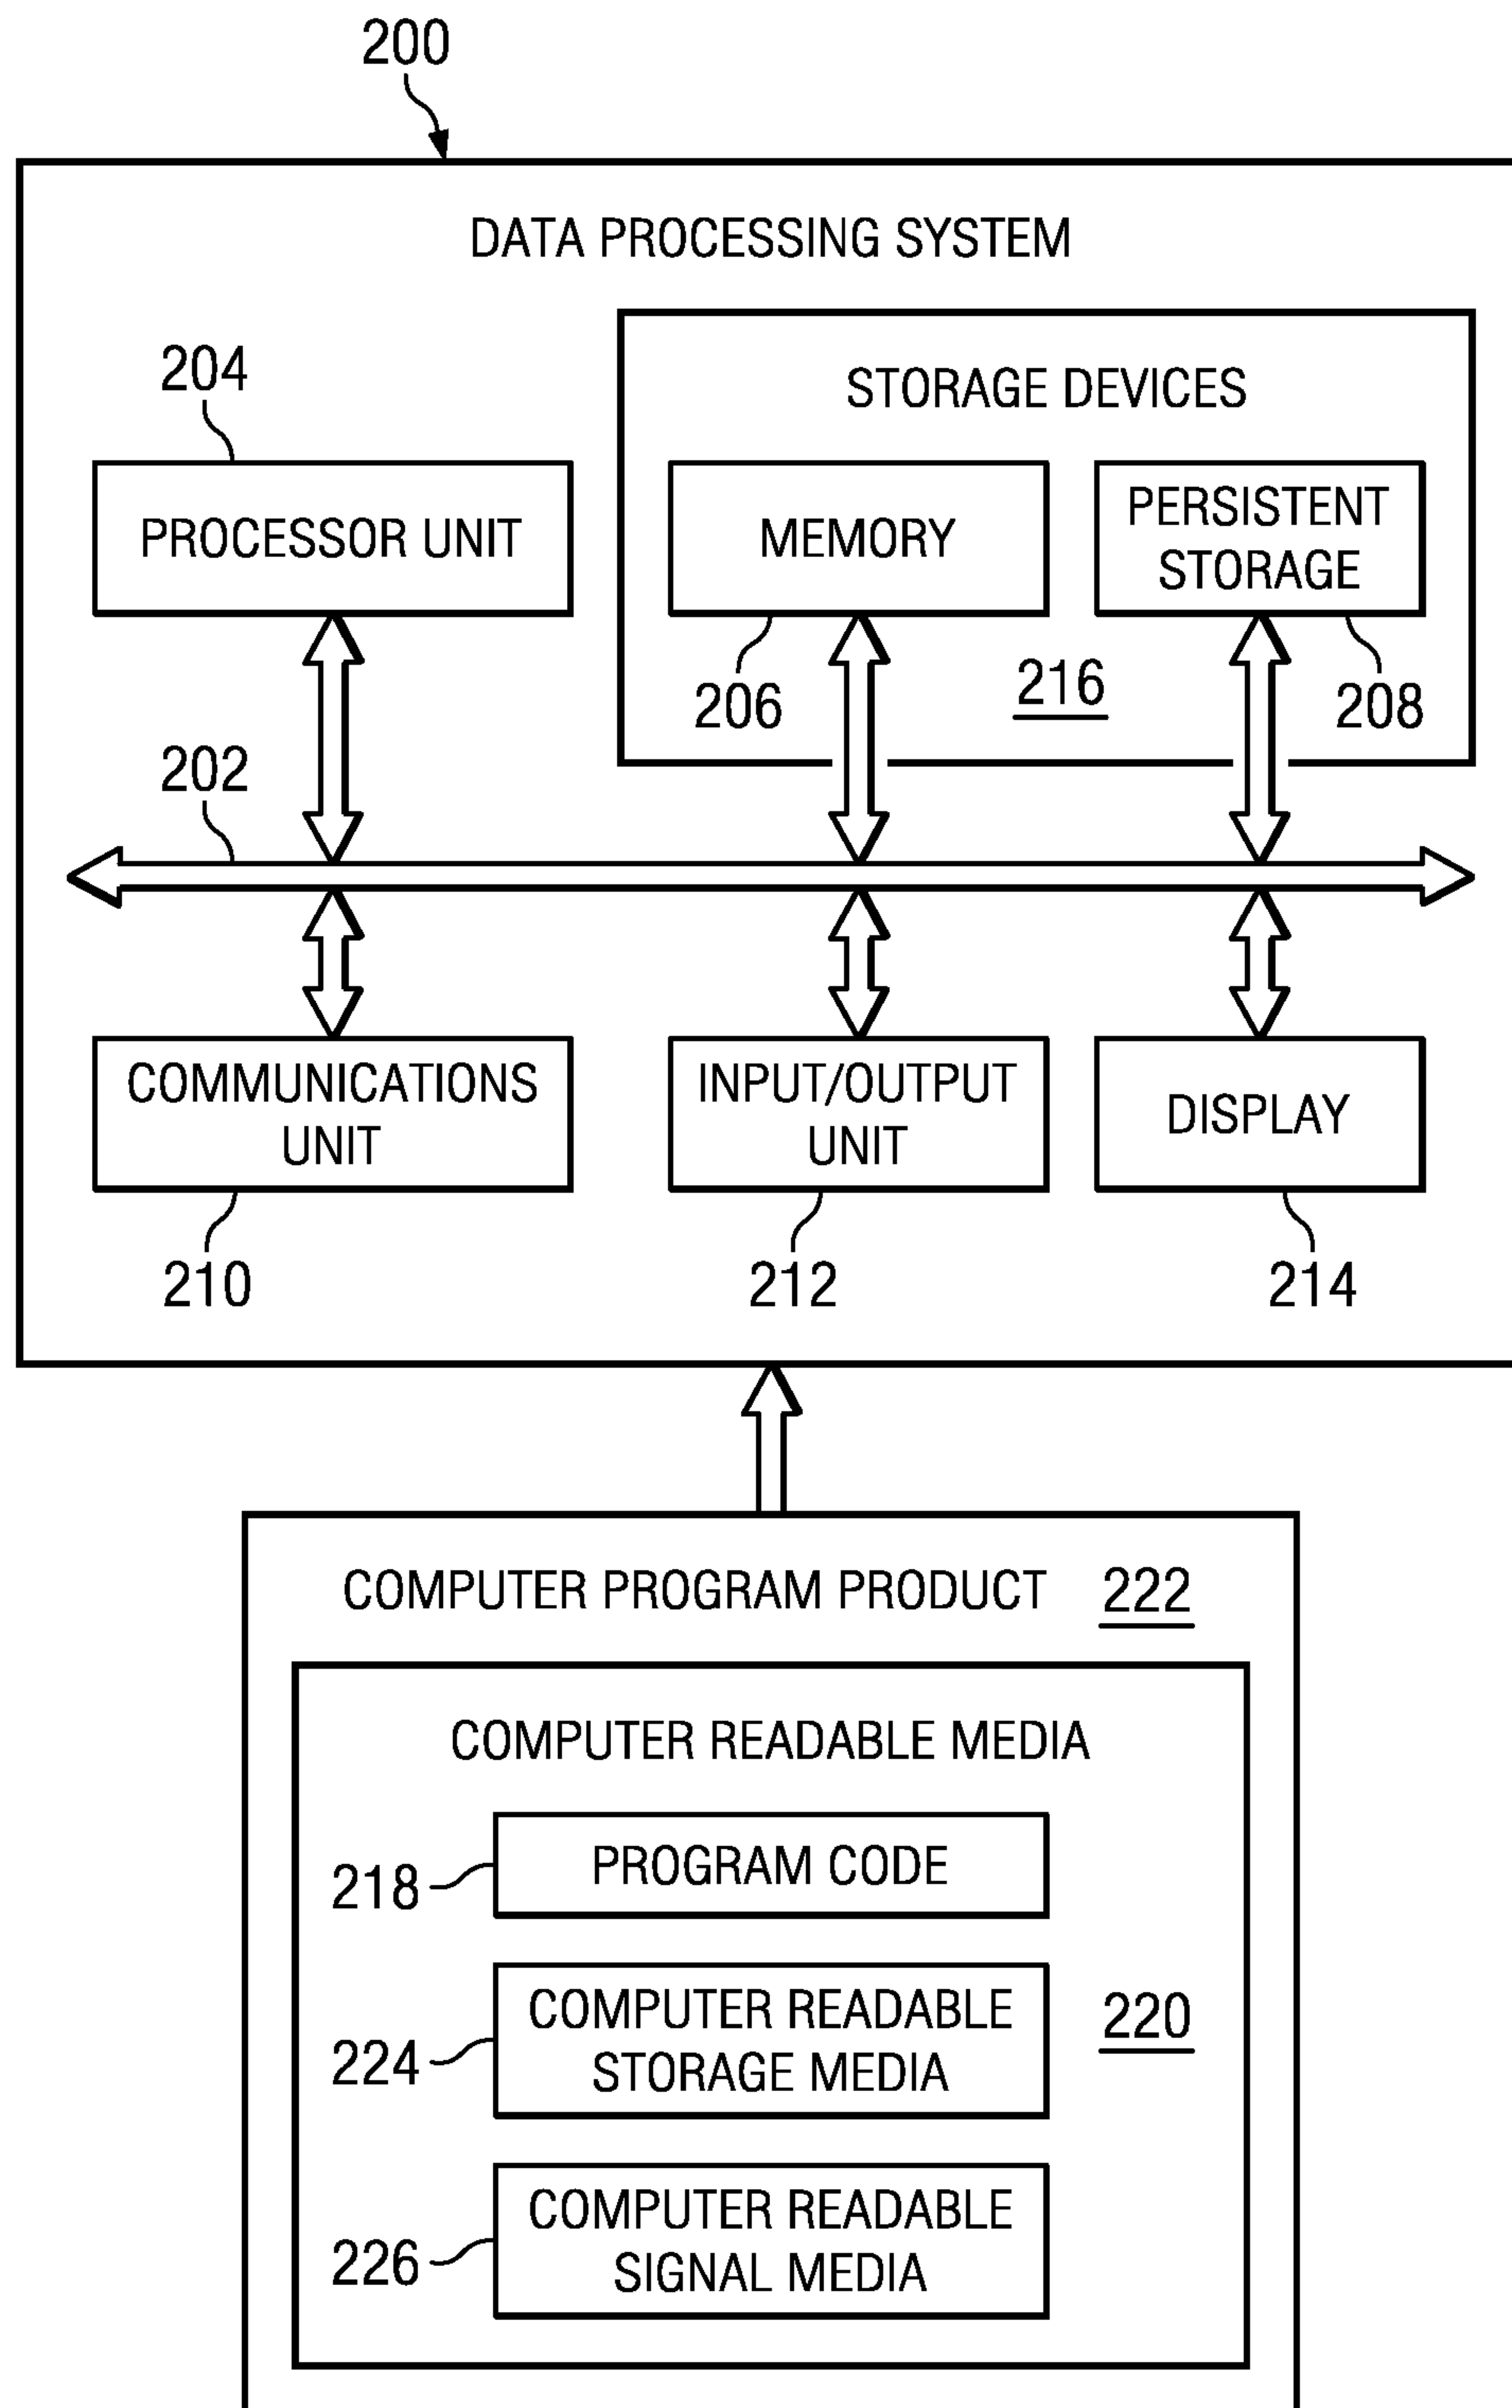 200
DATA PROCESSING SYSTEM
204
STORAGE DEVICES
PROCESSOR UNIT
MEMORY
PERSISTENT
STORAGE
206
216
208
202
COMMUNICATIONS
UNIT
INPUT/OUTPUT
UNIT
DISPLAY
210
212
214
COMPUTER PROGRAM PRODUCT 222
COMPUTER READABLE MEDIA
218
PROGRAM CODE
224
COMPUTER READABLE
STORAGE MEDIA
220
226
COMPUTER READABLE
SIGNAL MEDIA